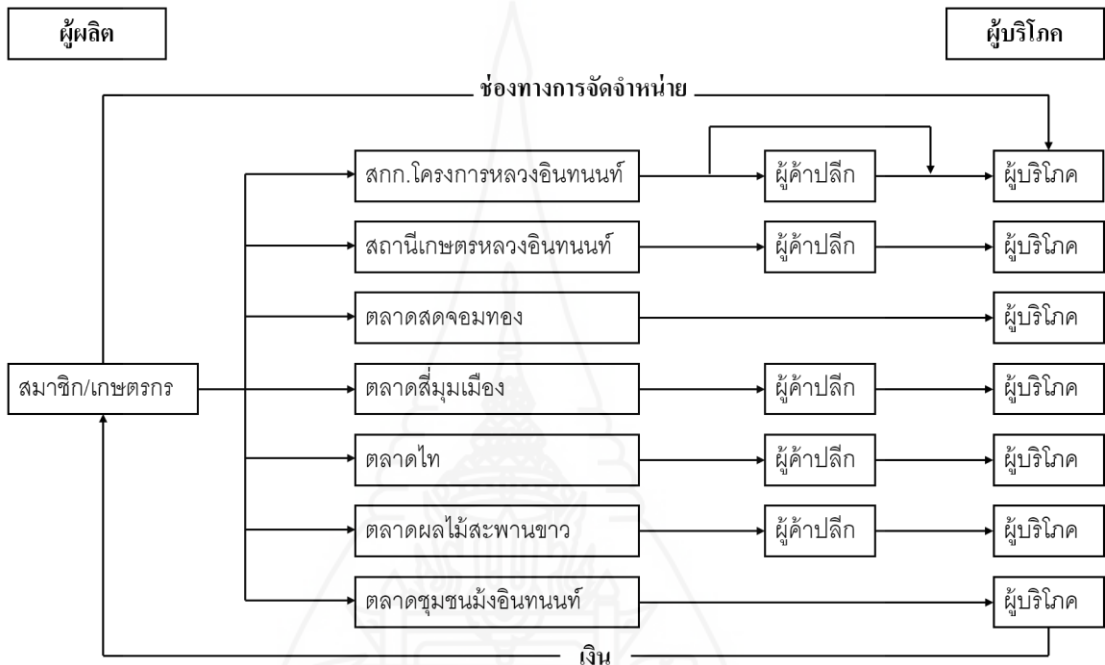 ผู้ผลิต
ผู้บริโภค
ช่องทางการจัดจำหน่าย
สกก.โครงการหลวงอินทนนท์
ผู้ค้าปลีก
ผู้บริโภค
สถานีเกษตรหลวงอินทนนท์
ผู้ค้าปลีก
ผู้บริโภค
ตลาดสดจอมทอง
ผู้บริโภค
สมาชิก/เกษตรกร
ตลาดสี่มุมเมือง
ผู้ค้าปลีก
ผู้บริโภค
ตลาดไท
ผู้ค้าปลีก
ผู้บริโภค
ตลาดผลไม้สะพานขาว
ผู้ค้าปลีก
ผู้บริโภค
ตลาดชุมชนม้งอินทนนท์
ผู้บริโภค
เงิน